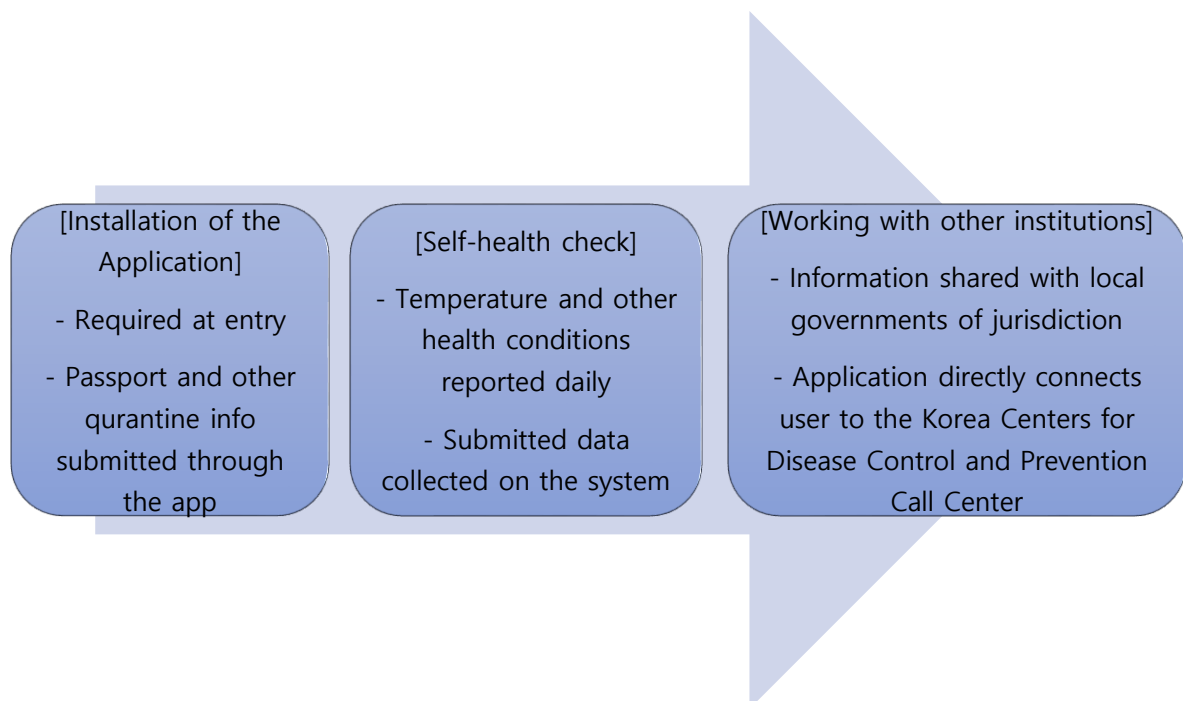 [Installation of the
Application]
- Required at entry
- Passport and other
qurantine info
submitted through
the app
[Self-health check]
- Temperature and other
health conditions
reported daily
- Submitted data
collected on the system
[Working with other institutions]
- Information shared with local
governments of jurisdiction
- Application directly connects
user to the Korea Centers for
Disease Control and Prevention
Call Center